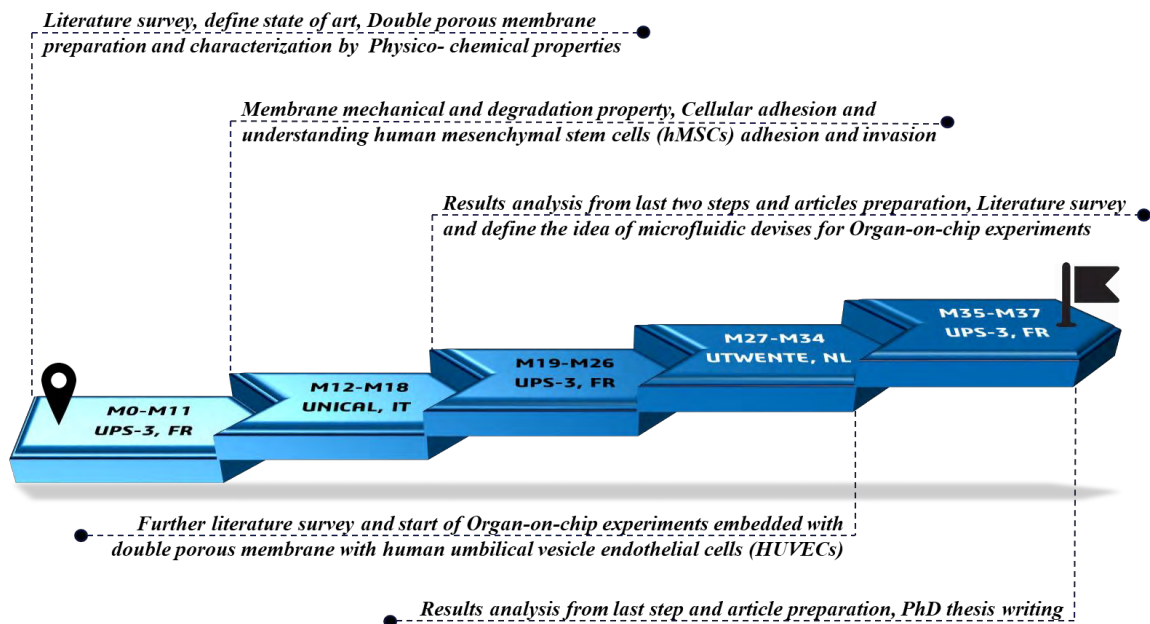 Literature survey, define state of art, Double porous membrane
preparation and characterization by Physico- chemical properties
Membrane mechanical and degradation property, Cellular adhesion and
understanding human mesenchymal stem cells (hMSCs) adhesion and invasion
Results analysis from last two steps and articles preparation, Literature survey
and define the idea of microfluidic devises for Organ-on-chip experiments
M35-M37
UPS-3, FR
M27-M34
UTWENTE, NL
M19-M26
UPS-3, FR
M12-M18
UNICAL, IT
M0-M11
UPS-3, FR
Further literature survey and start of Organ-on-chip experiments embedded with
double porous membrane with human umbilical vesicle endothelial cells (HUVECs)
Results analysis from last step and article preparation, PhD thesis writing